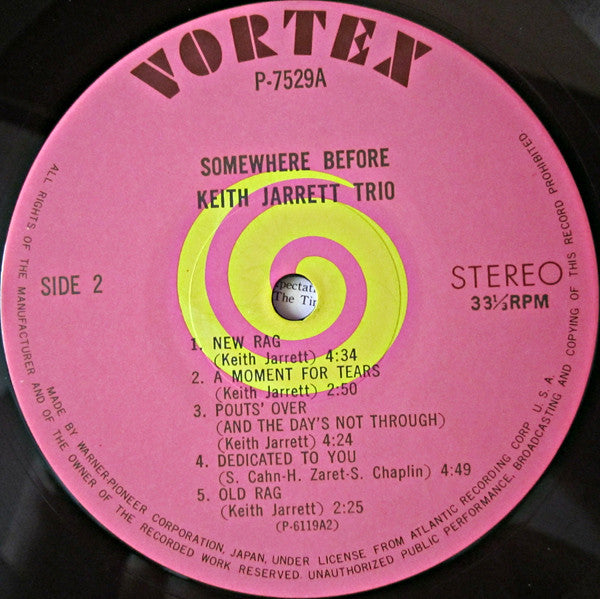 VORTEX
P-7529A
SOMEWHERE BEFORE
KEITH JARRETT TRIO
SIDE 2
STEREO
33⅓RPM
The
1. NEW RAG
(Keith Jarrett) 4:34
2. A MOMENT FOR TEARS
(Keith Jarrett) 2:50
3. POUTS' OVER
(AND THE DAY'S NOT THROUGH)
(Keith Jarrett) 4:24
4. DEDICATED TO YOU
(S. Cahn-H. Zaret-S. Chaplin) 4:49
5. OLD RAG
(Keith Jarrett) 2:25
(P-6119A2)
MADE BY WARNER-PIONEER CORPORATION, JAPAN, UNDER LICENSE FROM ATLANTIC RECORDING CORP. U.S.A.
ALL RIGHTS OF THE MANUFACTURER AND OF THE OWNER OF THE RECORDED WORK RESERVED. UNAUTHORIZED PUBLIC PERFORMANCE, BROADCASTING AND COPYING OF THIS RECORD PROHIBITED